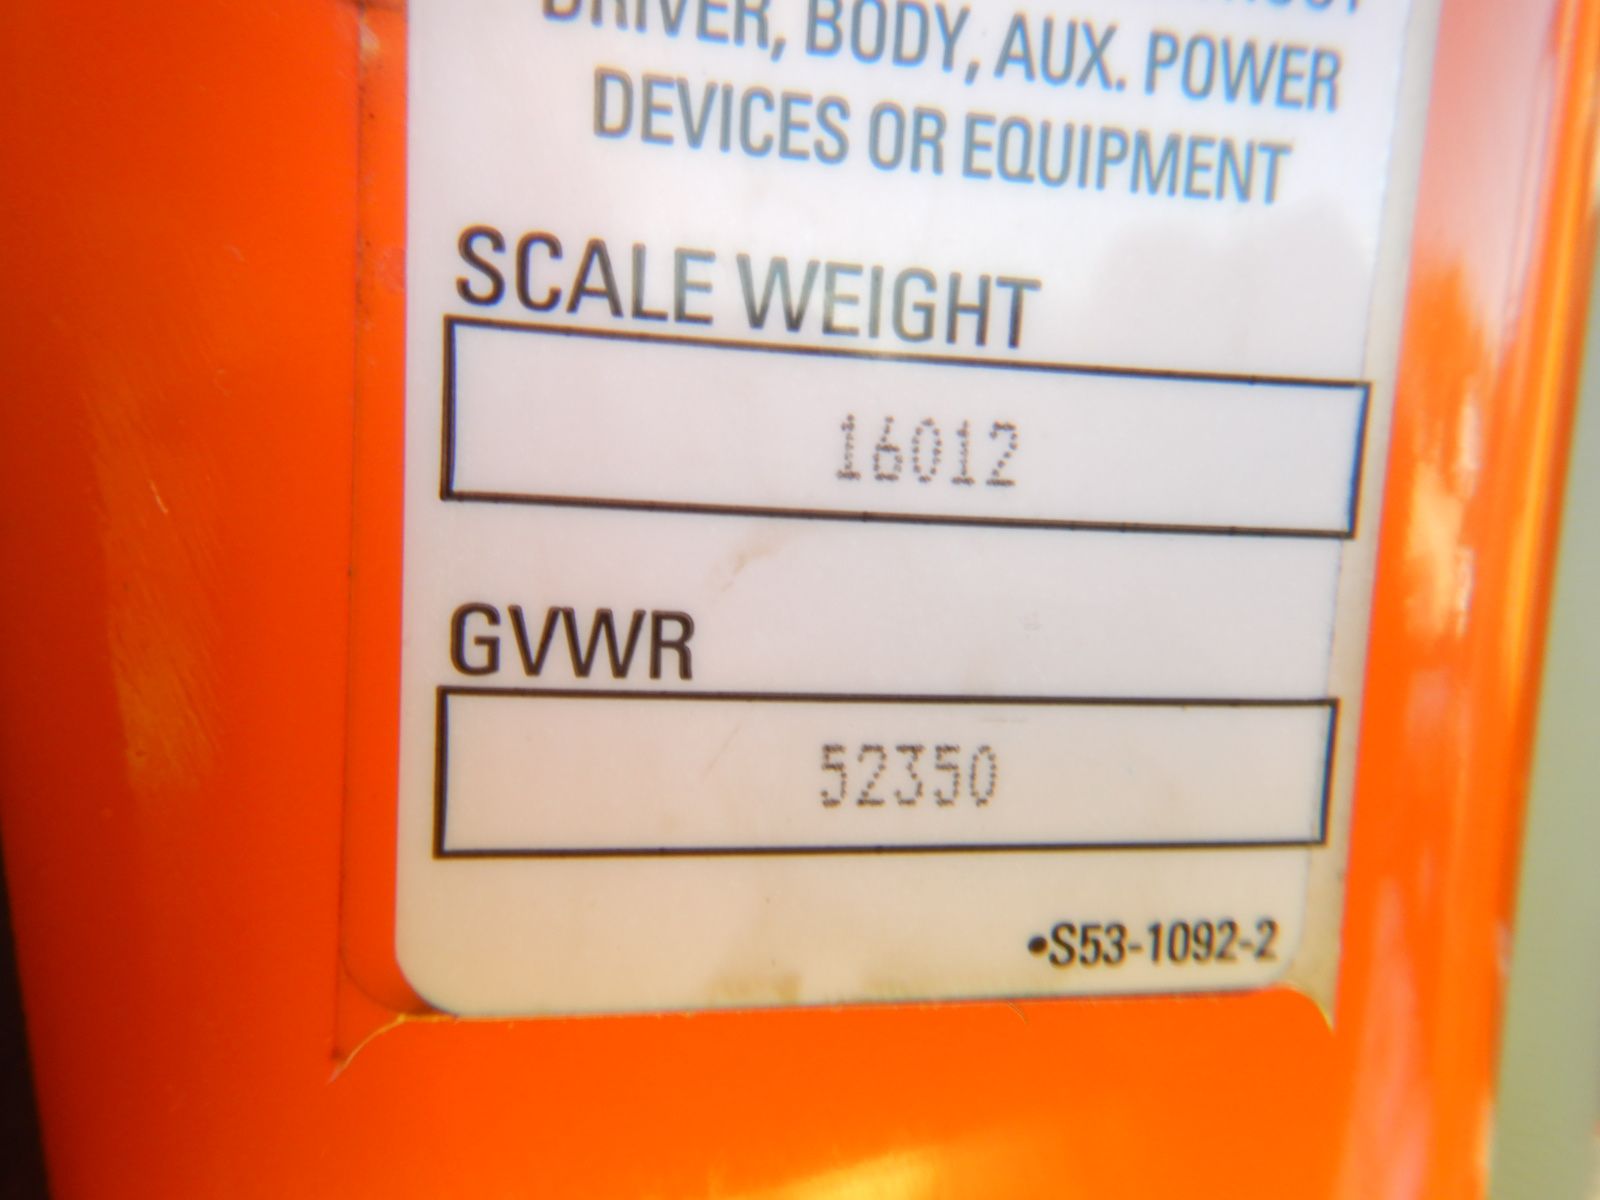 DRIVER, BODY, AUX. POWER
DEVICES OR EQUIPMENT
SCALE WEIGHT
16012
GVWR
52350
•S53-1092-2